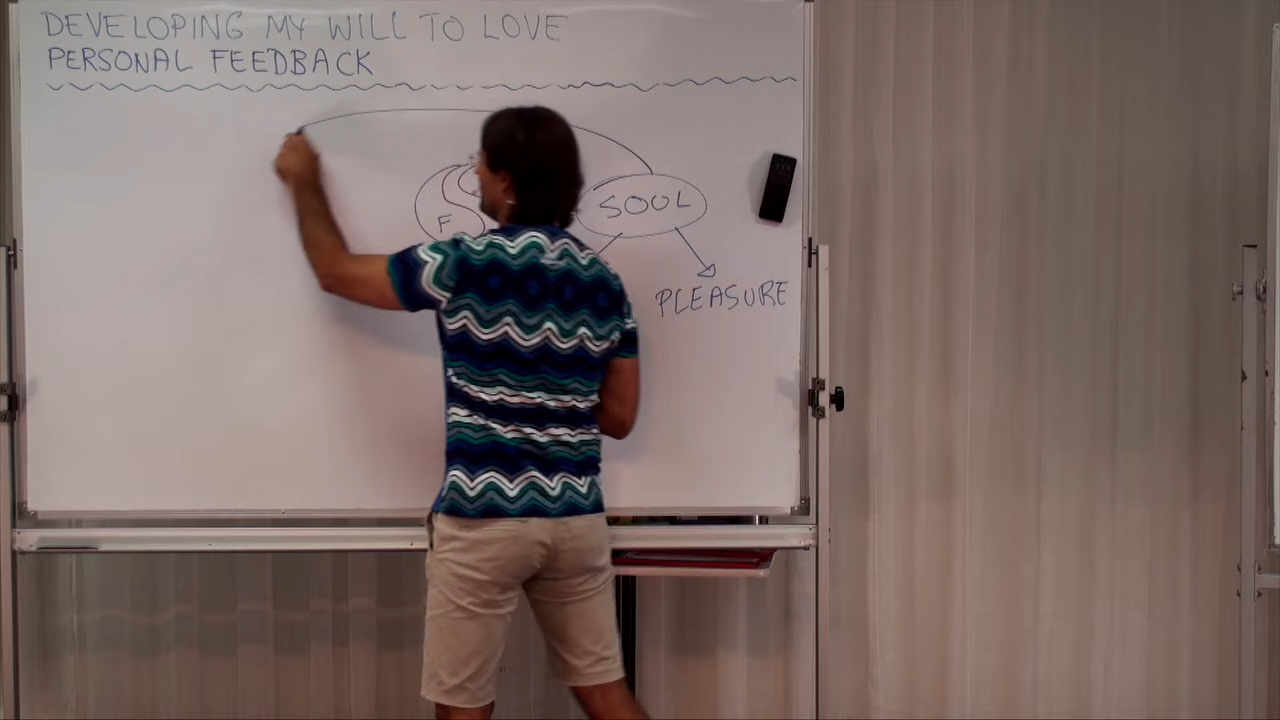 DEVELOPING MY WILL TO LOVE
PERSONAL FEEDBACK
F
SOUL
PLEASURE